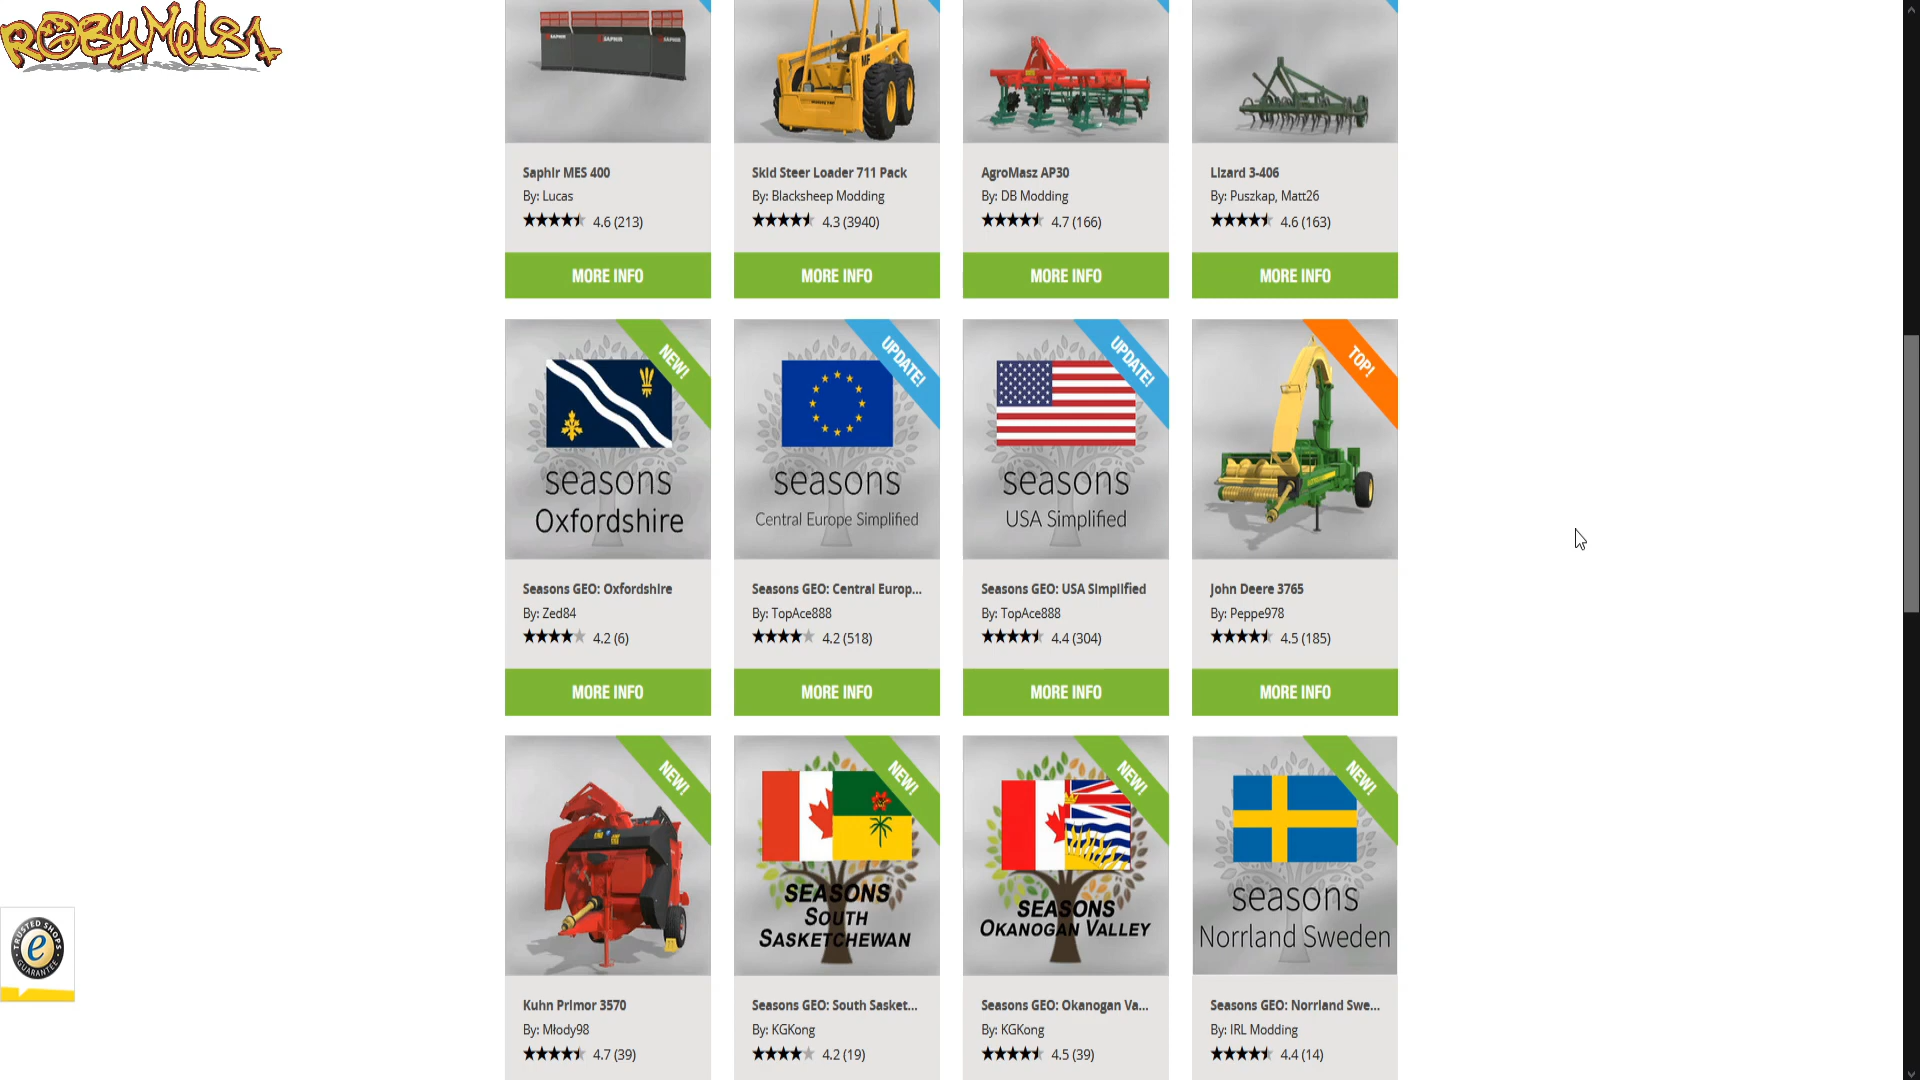 RobyMel81
SAPHIR SAPHIR SAPHIR
Saphir MES 400
By: Lucas
4.6 (213)
MORE INFO
Skid Steer Loader 711 Pack
By: Blacksheep Modding
4.3 (3940)
MORE INFO
AgroMasz AP30
By: DB Modding
4.7 (166)
MORE INFO
Lizard 3-406
By: Puszkap, Matt26
4.6 (163)
MORE INFO
NEW!
seasons
Oxfordshire
Seasons GEO: Oxfordshire
By: Zed84
4.2 (6)
MORE INFO
UPDATE!
seasons
Central Europe Simplified
Seasons GEO: Central Europ...
By: TopAce888
4.2 (518)
MORE INFO
UPDATE!
seasons
USA Simplified
Seasons GEO: USA Simplified
By: TopAce888
4.4 (304)
MORE INFO
TOP!
John Deere 3765
By: Peppe978
4.5 (185)
MORE INFO
NEW!
Kuhn Primor 3570
By: Młody98
4.7 (39)
NEW!
SEASONS
SOUTH
SASKETCHEWAN
Seasons GEO: South Sasket...
By: KGKong
4.2 (19)
NEW!
SEASONS
OKANOGAN VALLEY
Seasons GEO: Okanogan Va...
By: KGKong
4.5 (39)
NEW!
seasons
Norrland Sweden
Seasons GEO: Norrland Swe...
By: IRL Modding
4.4 (14)
TRUSTED SHOPS
e
GUARANTEE